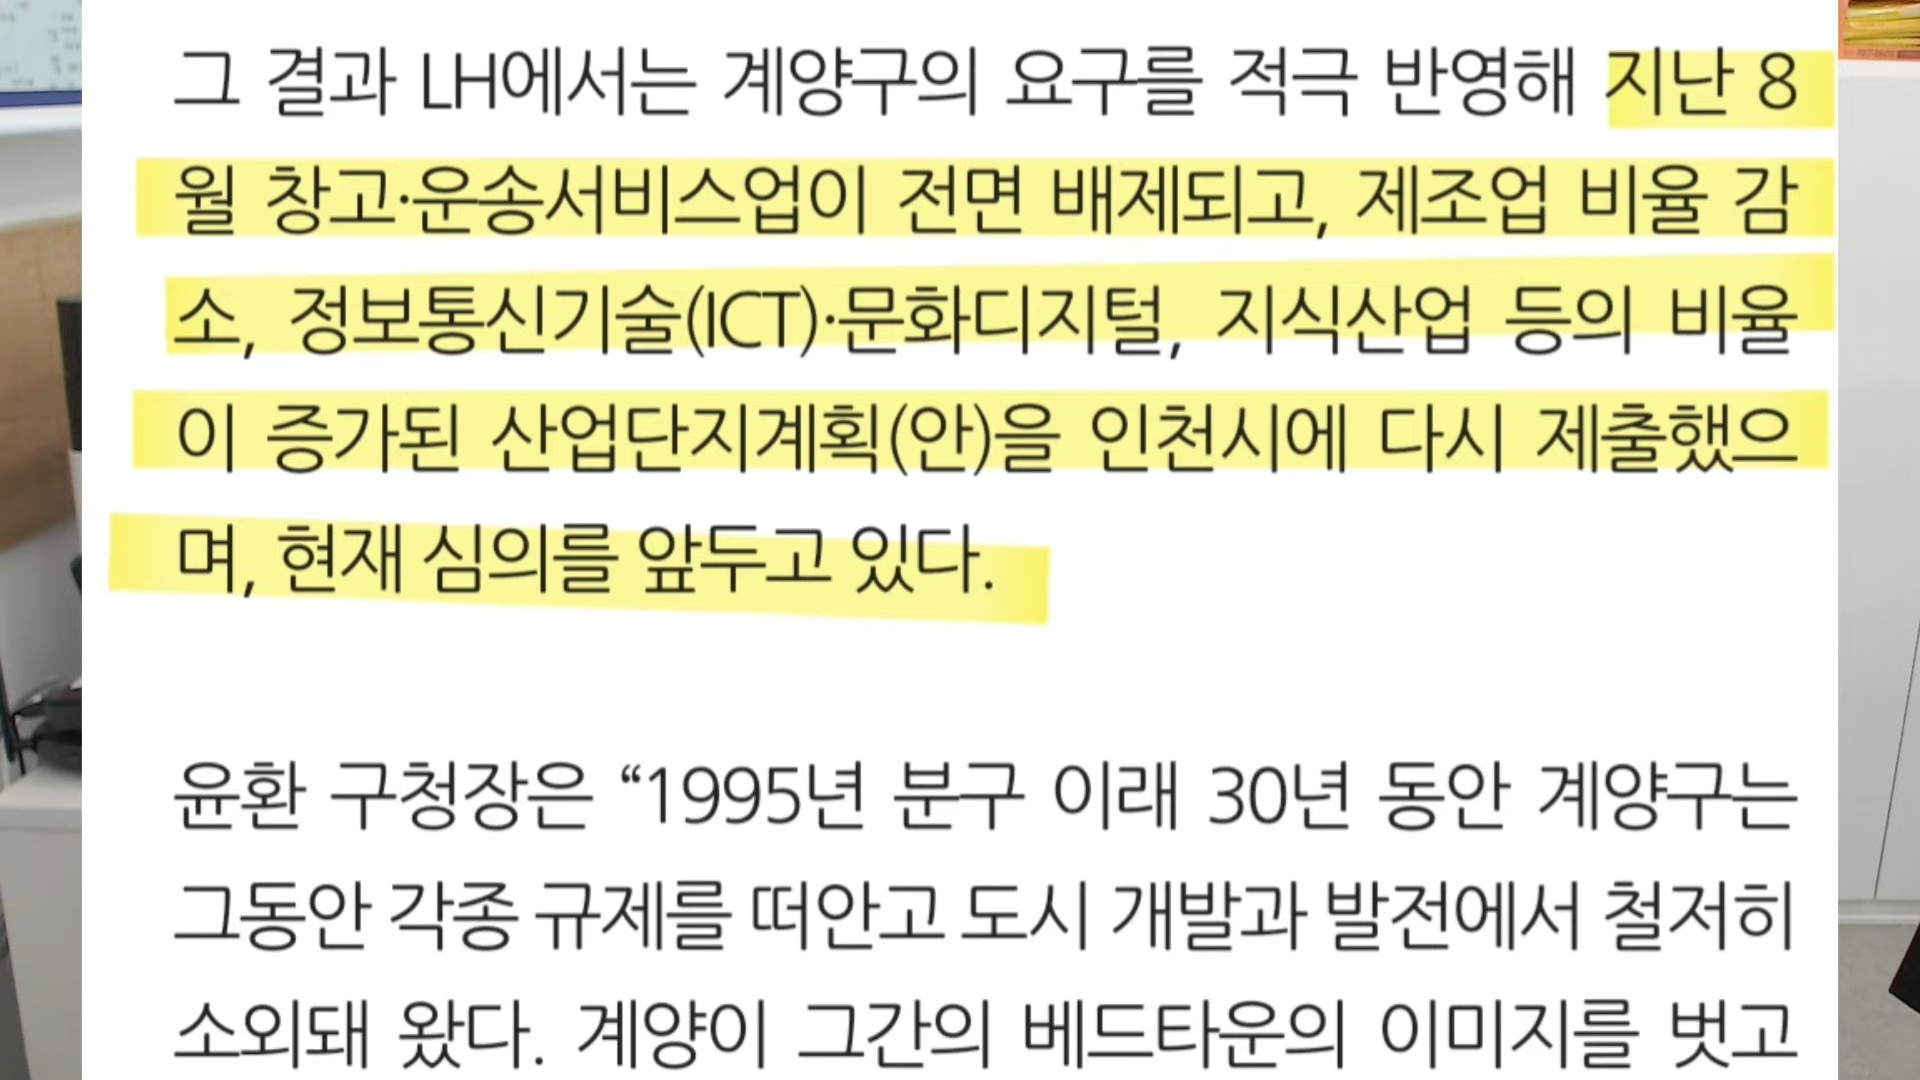 그 결과 LH에서는 계양구의 요구를 적극 반영해 지난 8
월 창고·운송서비스업이 전면 배제되고, 제조업 비율 감
소, 정보통신기술(ICT)·문화디지털, 지식산업 등의 비율
이 증가된 산업단지계획(안)을 인천시에 다시 제출했으
며, 현재 심의를 앞두고 있다.
윤환 구청장은 “1995년 분구 이래 30년 동안 계양구는
그동안 각종 규제를 떠안고 도시 개발과 발전에서 철저히
소외돼 왔다. 계양이 그간의 베드타운의 이미지를 벗고